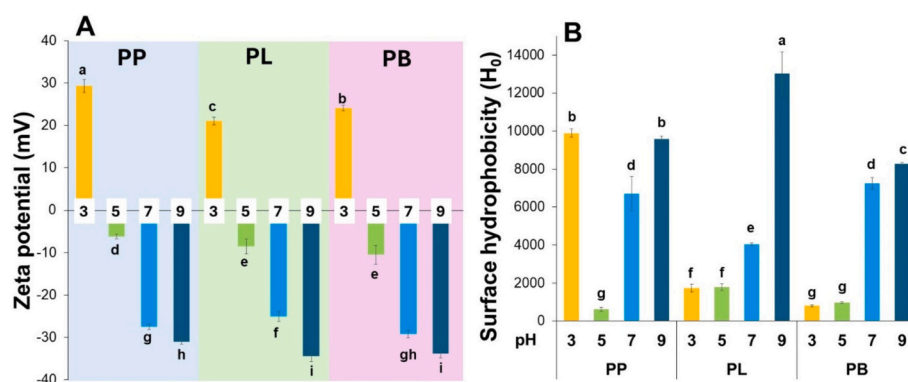 A
PP PL PB
Zeta potential (mV)
40
30
20
10
0
-10
-20
-30
-40
a
c
b
3 5 7 9 3 5 7 9 3 5 7 9
d
e
e
g
h
f
i
gh
i
B
Surface hydrophobicity (H₀)
14000
12000
10000
8000
6000
4000
2000
0
b
g
d
b
f
f
e
a
g
g
d
c
pH 3 5 7 9 3 5 7 9 3 5 7 9
PP PL PB